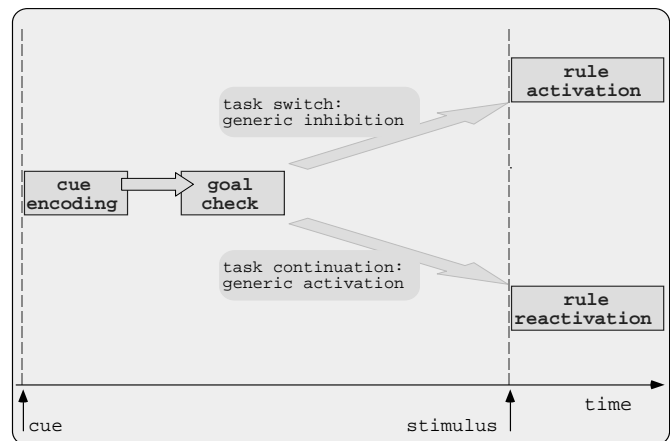 rule
activation
task switch:
generic inhibition
cue
encoding
goal
check
task continuation:
generic activation
rule
reactivation
time
cue
stimulus